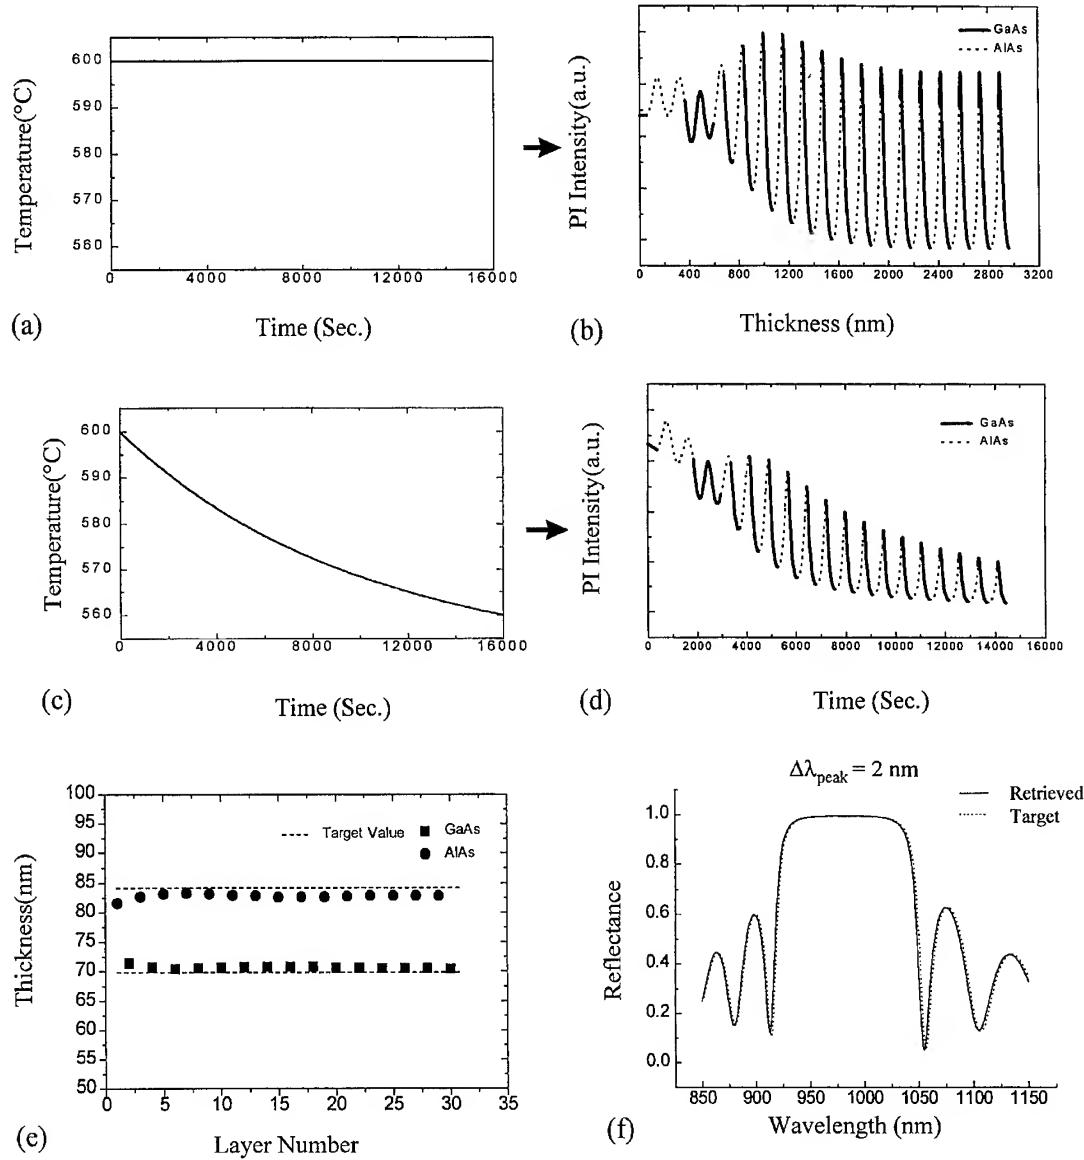 Temperature(°C)
600
590
580
570
560
0
4000
8000
12000
16000
Time (Sec.)
(a)
PI Intensity(a.u.)
GaAs
AlAs
0
400
800
1200
1600
2000
2400
2800
3200
Thickness (nm)
(b)
Temperature(°C)
600
590
580
570
560
0
4000
8000
12000
16000
Time (Sec.)
(c)
PI Intensity(a.u.)
GaAs
AlAs
0
2000
4000
6000
8000
10000
12000
14000
16000
Time (Sec.)
(d)
Thickness(nm)
100
95
90
85
80
75
70
65
60
55
50
Target Value
GaAs
AlAs
0
5
10
15
20
25
30
35
Layer Number
(e)
Δλpeak = 2 nm
Retrieved
Target
Reflectance
1.0
0.8
0.6
0.4
0.2
0.0
850
900
950
1000
1050
1100
1150
Wavelength (nm)
(f)